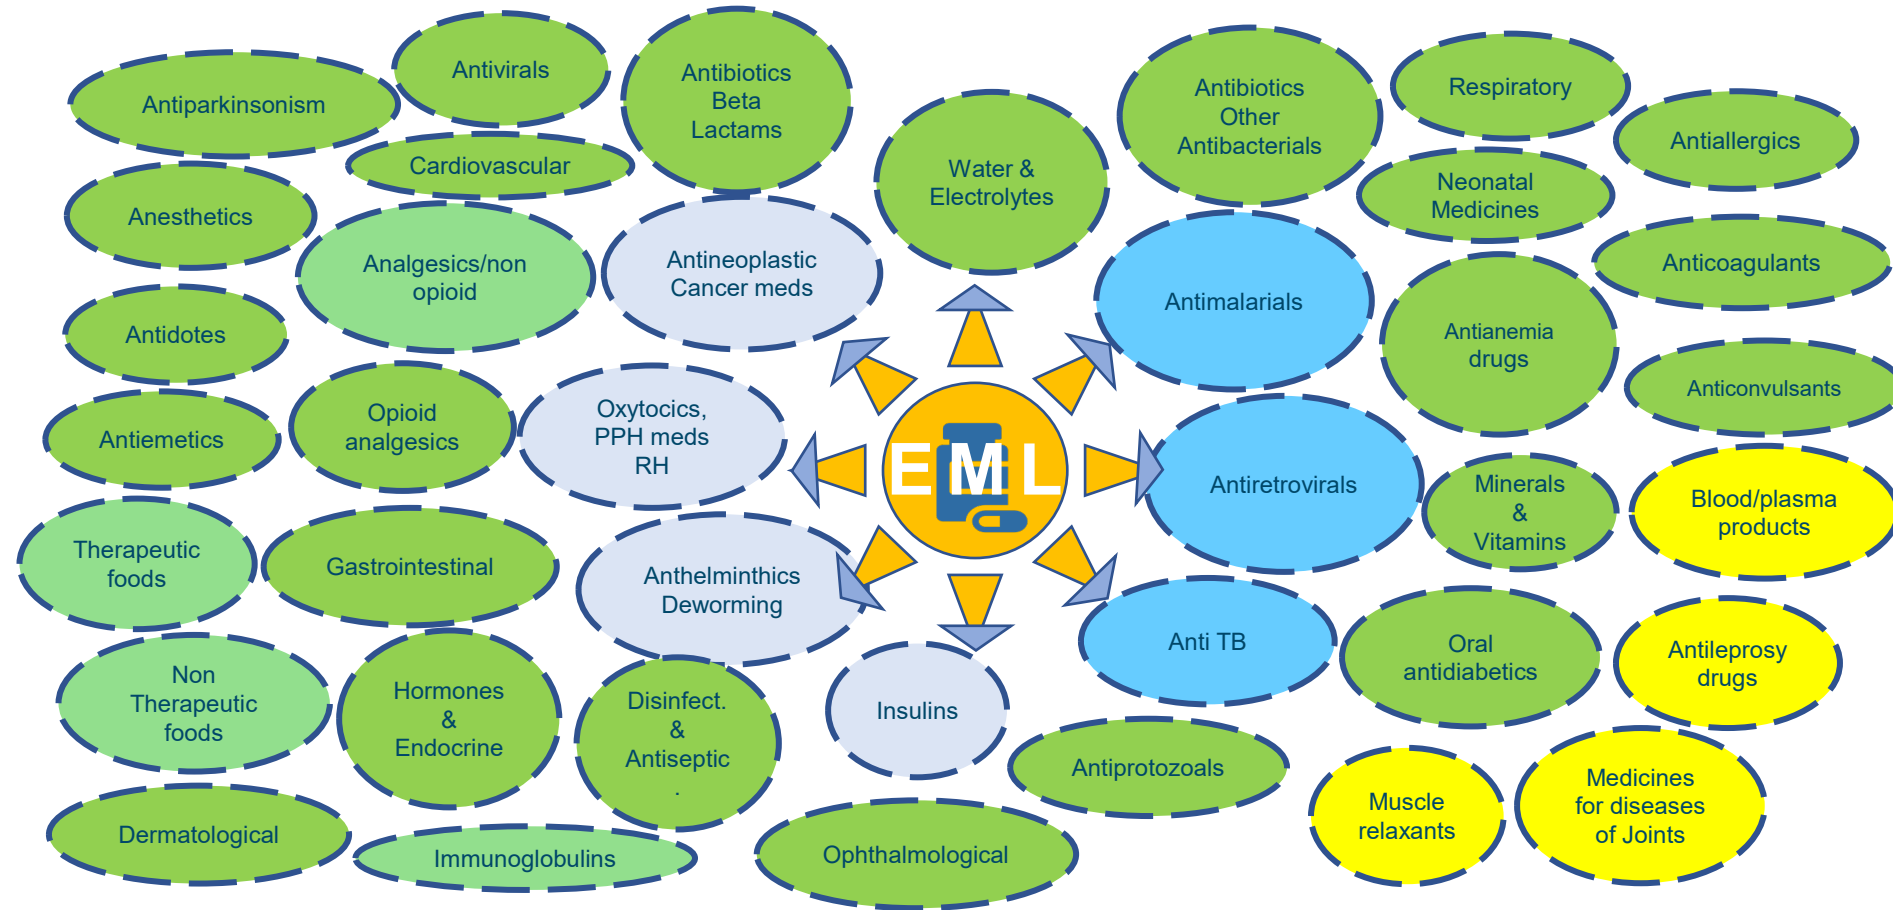 Antiparkinsonism
Antivirals
Antibiotics
Beta
Lactams
Cardiovascular
Water &
Electrolytes
Antibiotics
Other
Antibacterials
Respiratory
Antiallergics
Neonatal
Medicines
Anesthetics
Analgesics/non
opioid
Antineoplastic
Cancer meds
Antimalarials
Anticoagulants
Antianemia
drugs
Antidotes
Anticonvulsants
Antiemetics
Opioid
analgesics
Oxytocics,
PPH meds
RH
EML
Antiretrovirals
Minerals
&
Vitamins
Blood/plasma
products
Therapeutic
foods
Gastrointestinal
Anthelminthics
Deworming
Anti TB
Oral
antidiabetics
Antileprosy
drugs
Non
Therapeutic
foods
Hormones
&
Endocrine
Disinfect.
&
Antiseptic
.
Insulins
Antiprotozoals
Muscle
relaxants
Medicines
for diseases
of Joints
Dermatological
Immunoglobulins
Ophthalmological